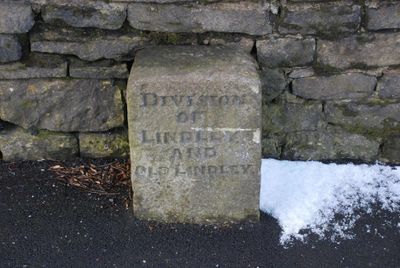 DIVISION
OF
LINDLEY
AND
OLD LINDLEY.